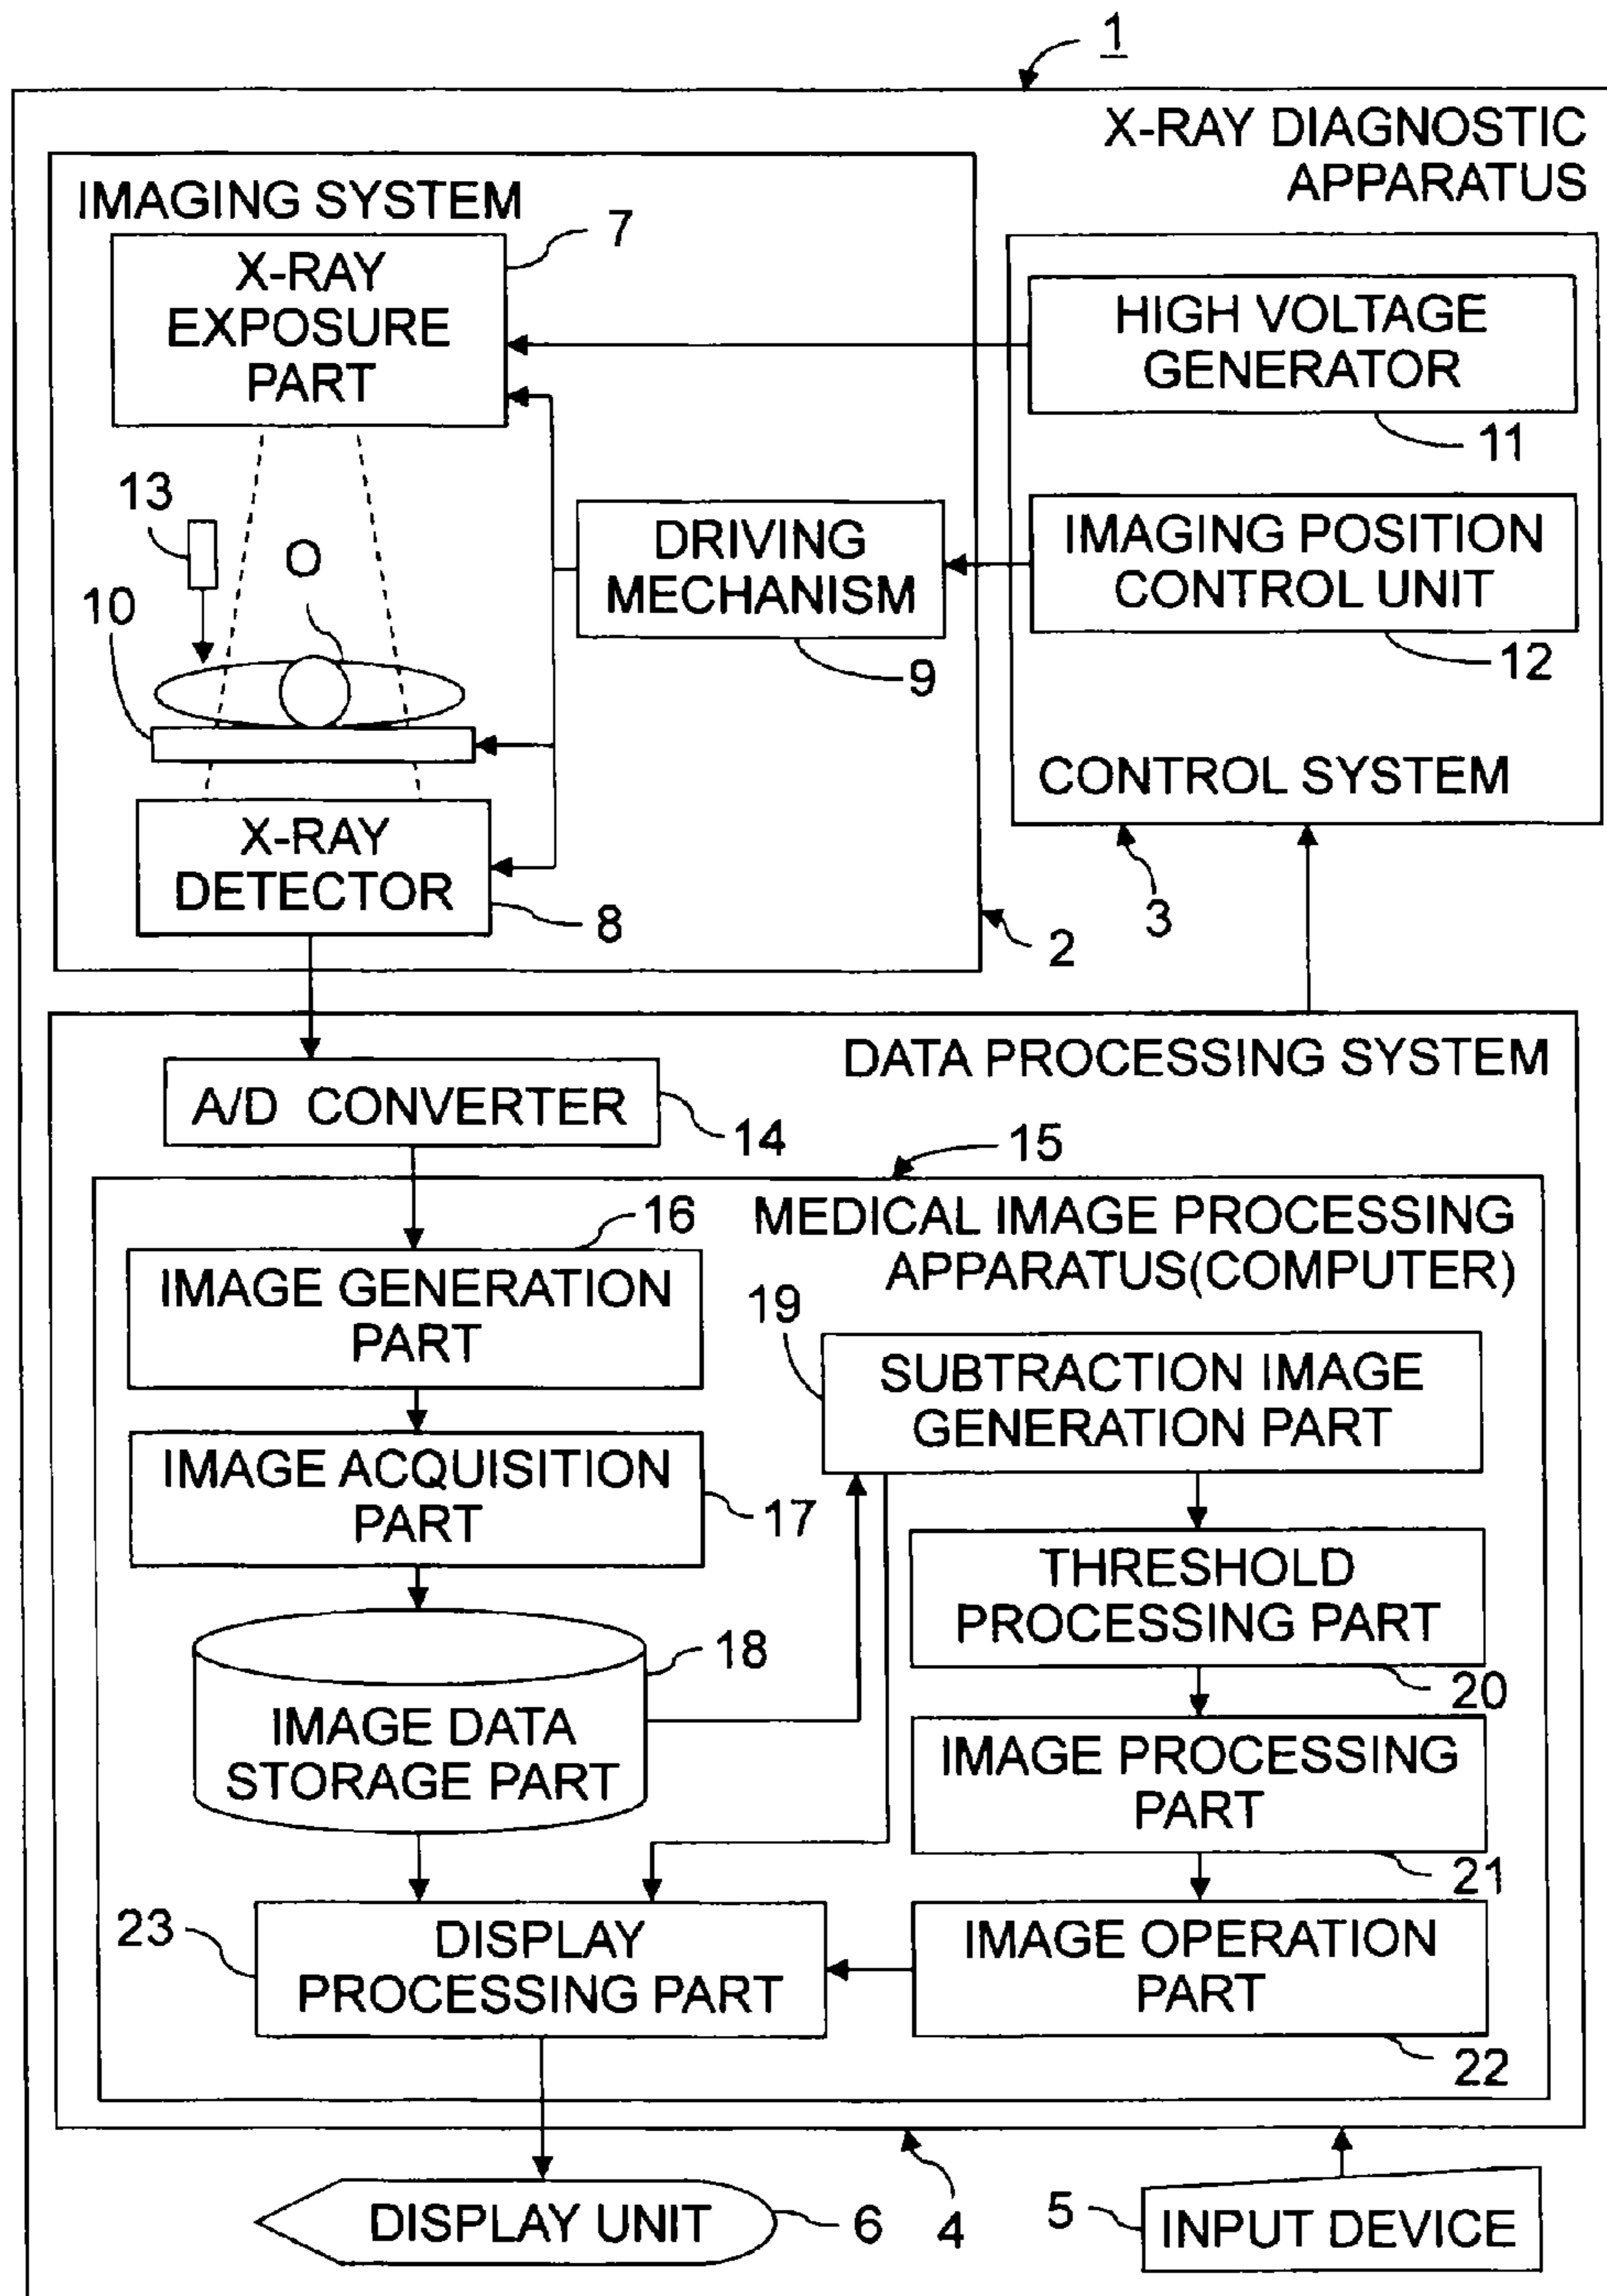 1
X-RAY DIAGNOSTIC
APPARATUS
IMAGING SYSTEM
7
X-RAY
EXPOSURE
PART
HIGH VOLTAGE
GENERATOR
11
13
O
DRIVING
MECHANISM
9
IMAGING POSITION
CONTROL UNIT
12
10
CONTROL SYSTEM
3
X-RAY
DETECTOR
8
2
DATA PROCESSING SYSTEM
A/D CONVERTER
14
15
MEDICAL IMAGE PROCESSING
APPARATUS(COMPUTER)
16
IMAGE GENERATION
PART
19
SUBTRACTION IMAGE
GENERATION PART
IMAGE ACQUISITION
PART
17
THRESHOLD
PROCESSING PART
20
18
IMAGE DATA
STORAGE PART
IMAGE PROCESSING
PART
21
23
DISPLAY
PROCESSING PART
IMAGE OPERATION
PART
22
DISPLAY UNIT
6
4
5
INPUT DEVICE